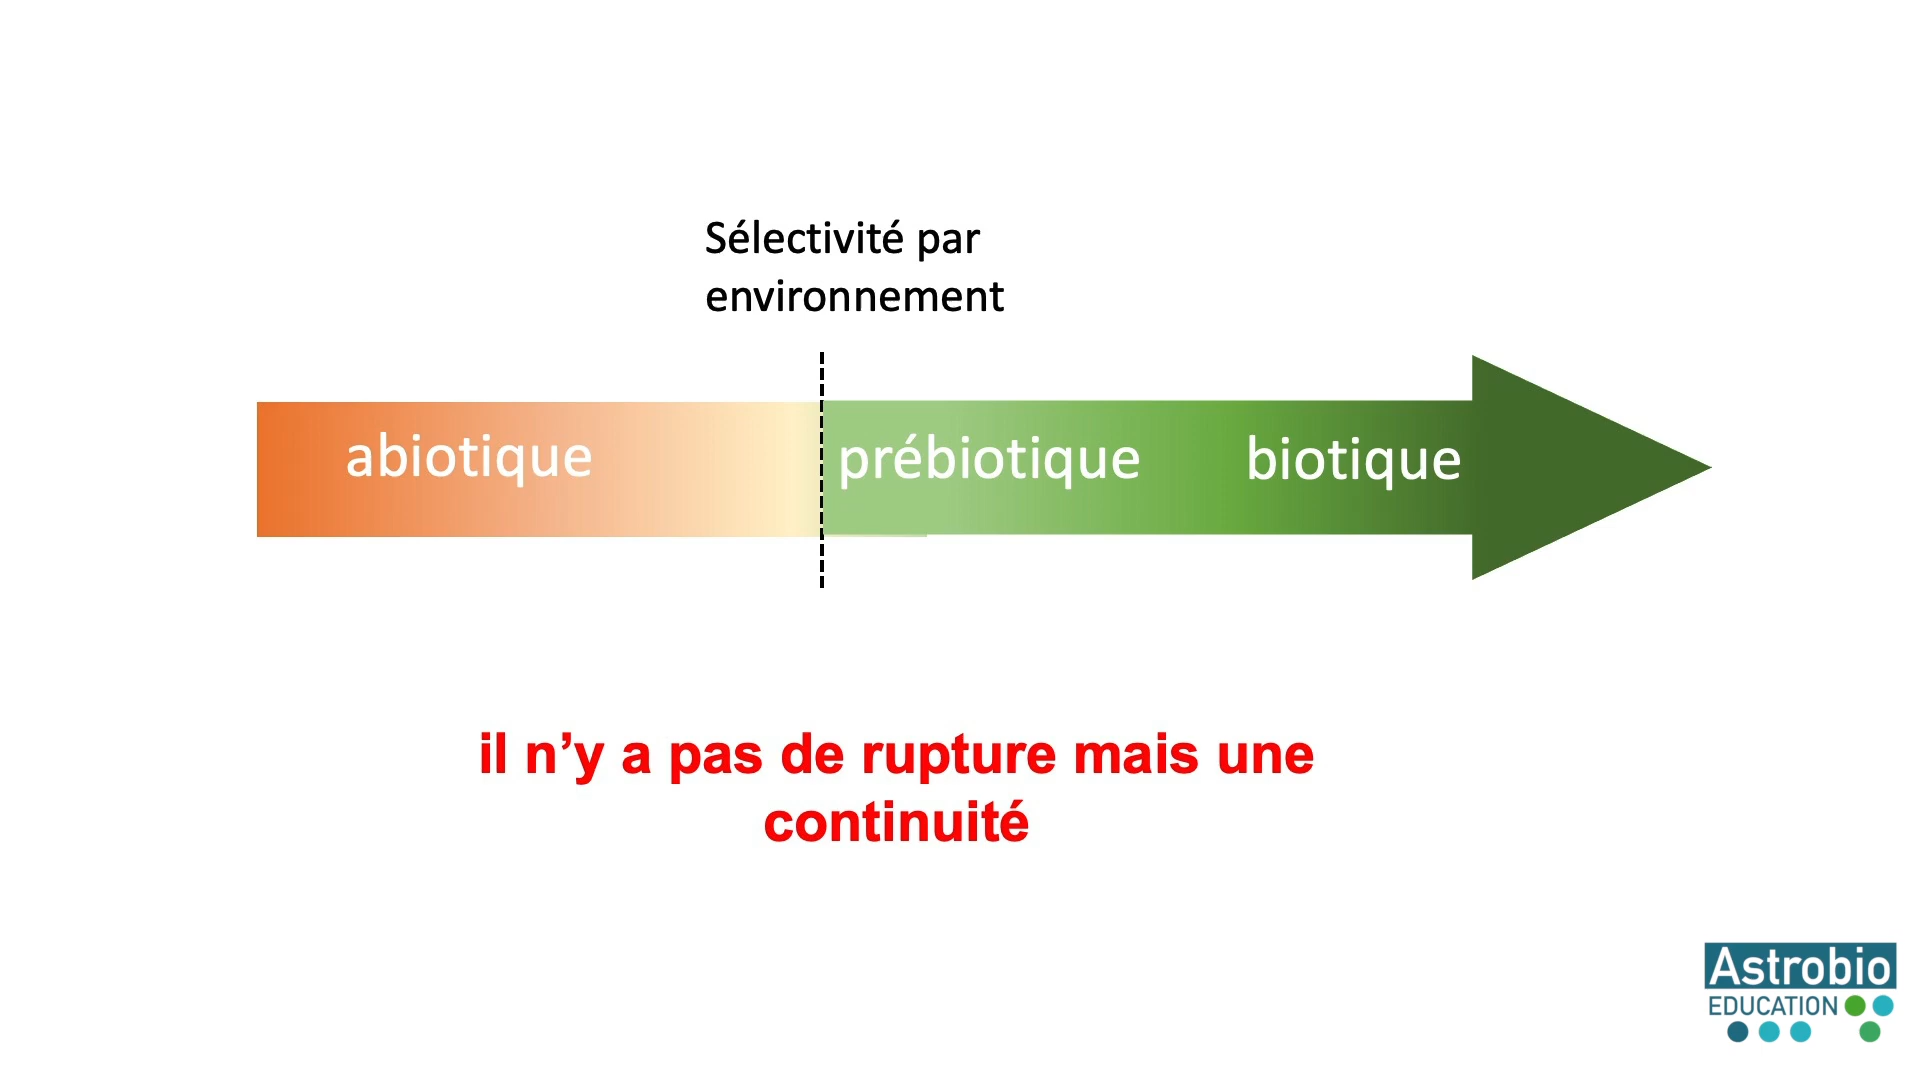 Sélectivité par
environnement
abiotique
prébiotique
biotique
il n’y a pas de rupture mais une
continuité
Astrobio
EDUCATION